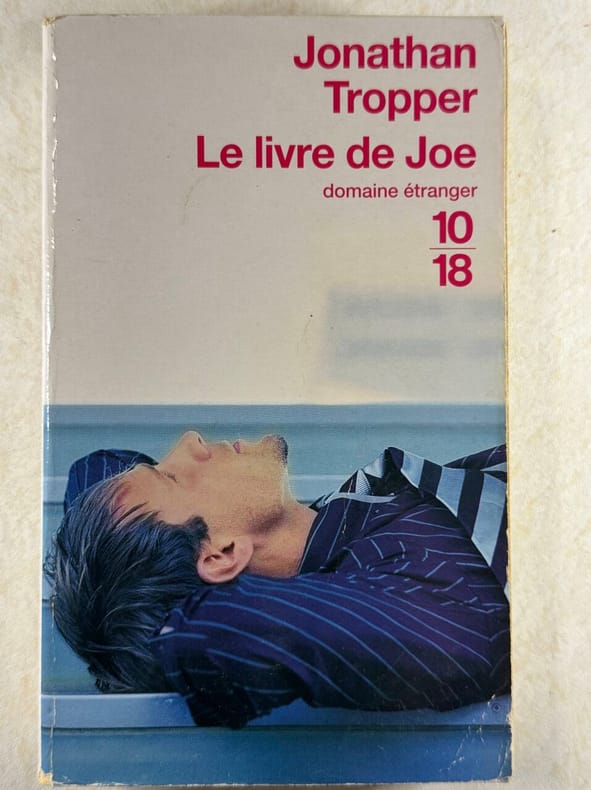 Jonathan
Tropper
Le livre de Joe
domaine étranger
10
18